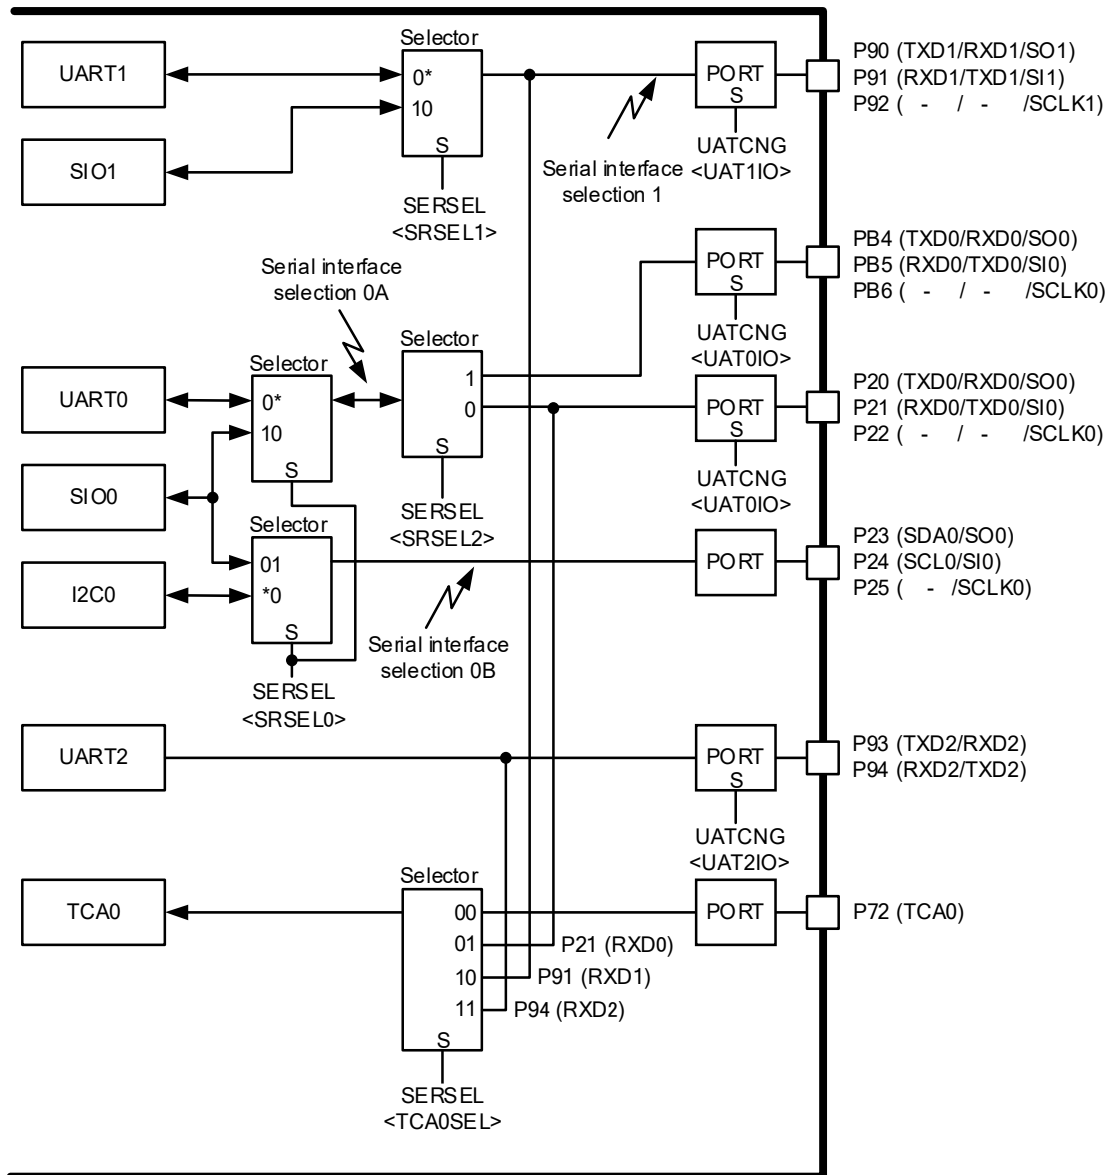 Selector
UART1
0*
10
S
SIO1
SERSEL
<SRSEL1>
Serial interface
selection 1
PORT
S
UATCNG
<UAT1IO>
P90 (TXD1/RXD1/SO1)
P91 (RXD1/TXD1/SI1)
P92 ( - / - /SCLK1)
PORT
S
UATCNG
<UAT0IO>
PB4 (TXD0/RXD0/SO0)
PB5 (RXD0/TXD0/SI0)
PB6 ( - / - /SCLK0)
Serial interface
selection 0A
Selector
1
0
S
SERSEL
<SRSEL2>
UART0
Selector
0*
10
S
PORT
S
UATCNG
<UAT0IO>
P20 (TXD0/RXD0/SO0)
P21 (RXD0/TXD0/SI0)
P22 ( - / - /SCLK0)
SIO0
Selector
01
*0
S
I2C0
SERSEL
<SRSEL0>
Serial interface
selection 0B
PORT
P23 (SDA0/SO0)
P24 (SCL0/SI0)
P25 ( - /SCLK0)
UART2
PORT
S
UATCNG
<UAT2IO>
P93 (TXD2/RXD2)
P94 (RXD2/TXD2)
Selector
TCA0
00
01
10
11
S
P21 (RXD0)
P91 (RXD1)
P94 (RXD2)
SERSEL
<TCA0SEL>
PORT
P72 (TCA0)